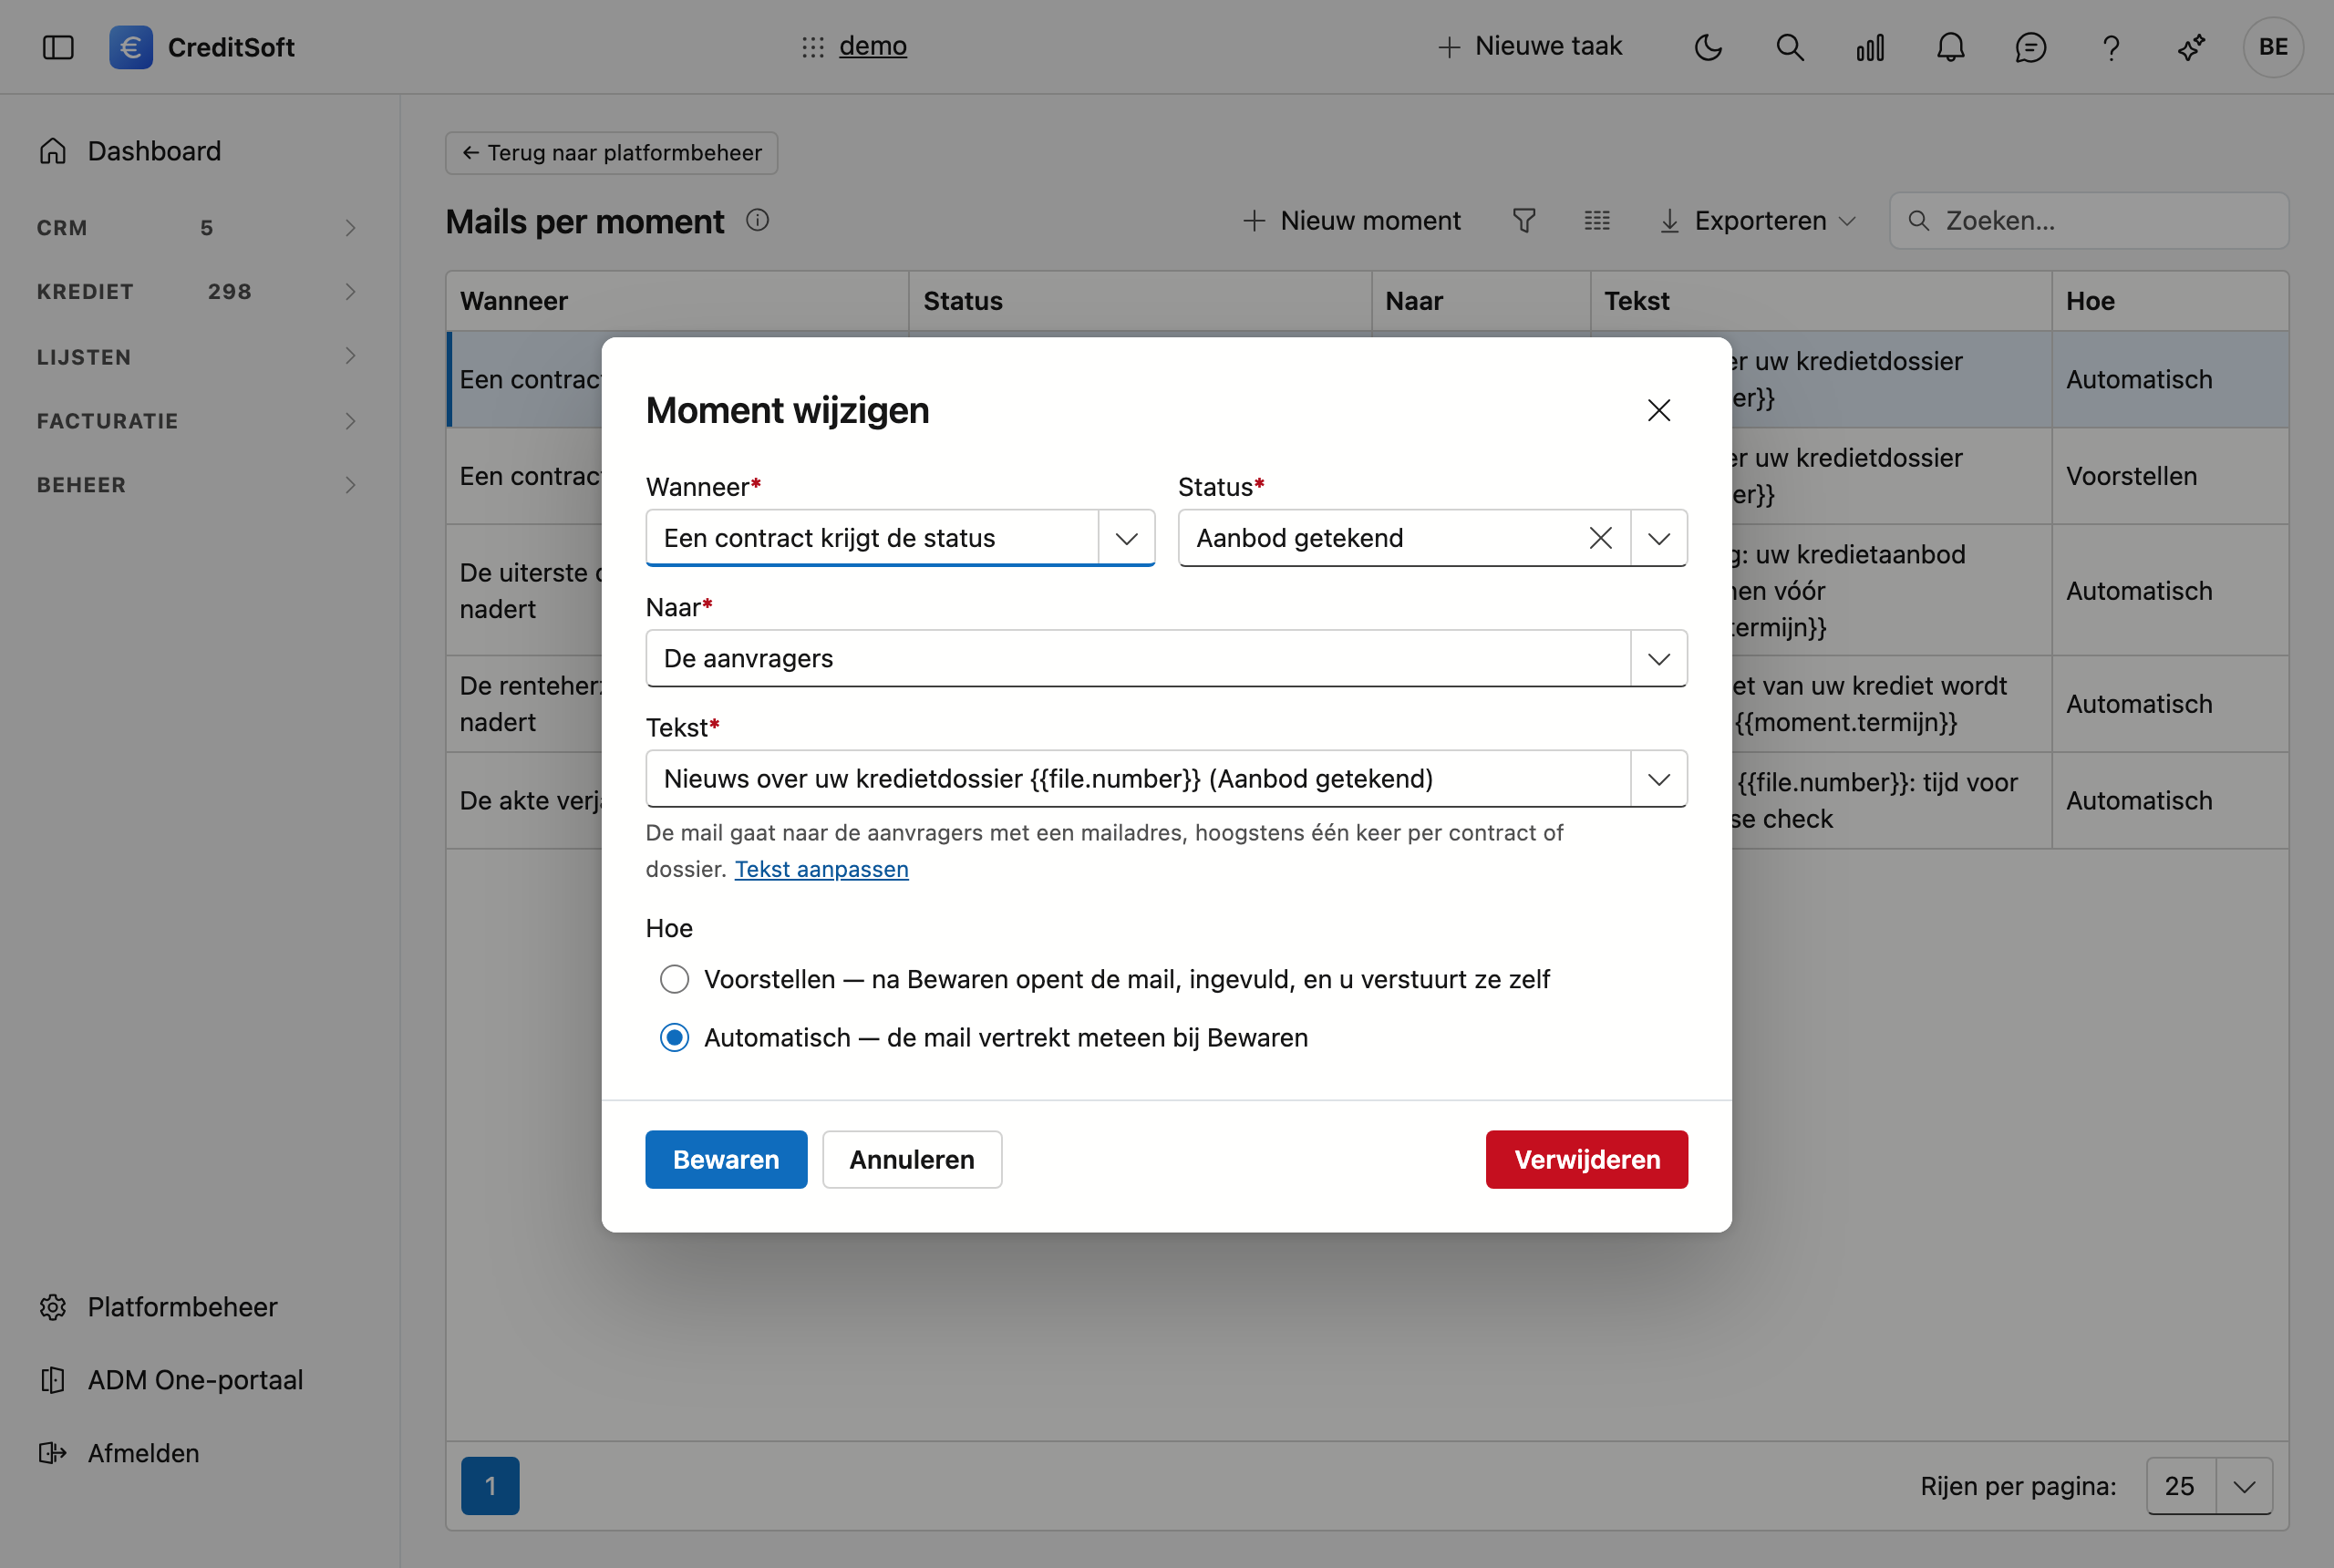 CreditSoft
demo
Nieuwe taak
BE
Dashboard
CRM 5
KREDIET 298
LIJSTEN
FACTURATIE
BEHEER
Platformbeheer
ADM One-portaal
Afmelden
← Terug naar platformbeheer
Mails per moment
Nieuw moment
Exporteren
Zoeken...
Wanneer Status Naar Tekst Hoe
Een contrac
er uw kredietdossier
er}}
Automatisch
Een contrac
er uw kredietdossier
er}}
Voorstellen
De uiterste
nadert
g: uw kredietaanbod
en vóór
termijn}}
Automatisch
De renteher
nadert
et van uw krediet wordt
{{moment.termijn}}
Automatisch
De akte verj
{{file.number}}: tijd voor
se check
Automatisch
Moment wijzigen
Wanneer* Status*
Een contract krijgt de status Aanbod getekend
Naar*
De aanvragers
Tekst*
Nieuws over uw kredietdossier {{file.number}} (Aanbod getekend)
De mail gaat naar de aanvragers met een mailadres, hoogstens één keer per contract of
dossier. Tekst aanpassen
Hoe
Voorstellen — na Bewaren opent de mail, ingevuld, en u verstuurt ze zelf
Automatisch — de mail vertrekt meteen bij Bewaren
Bewaren Annuleren Verwijderen
1
Rijen per pagina: 25